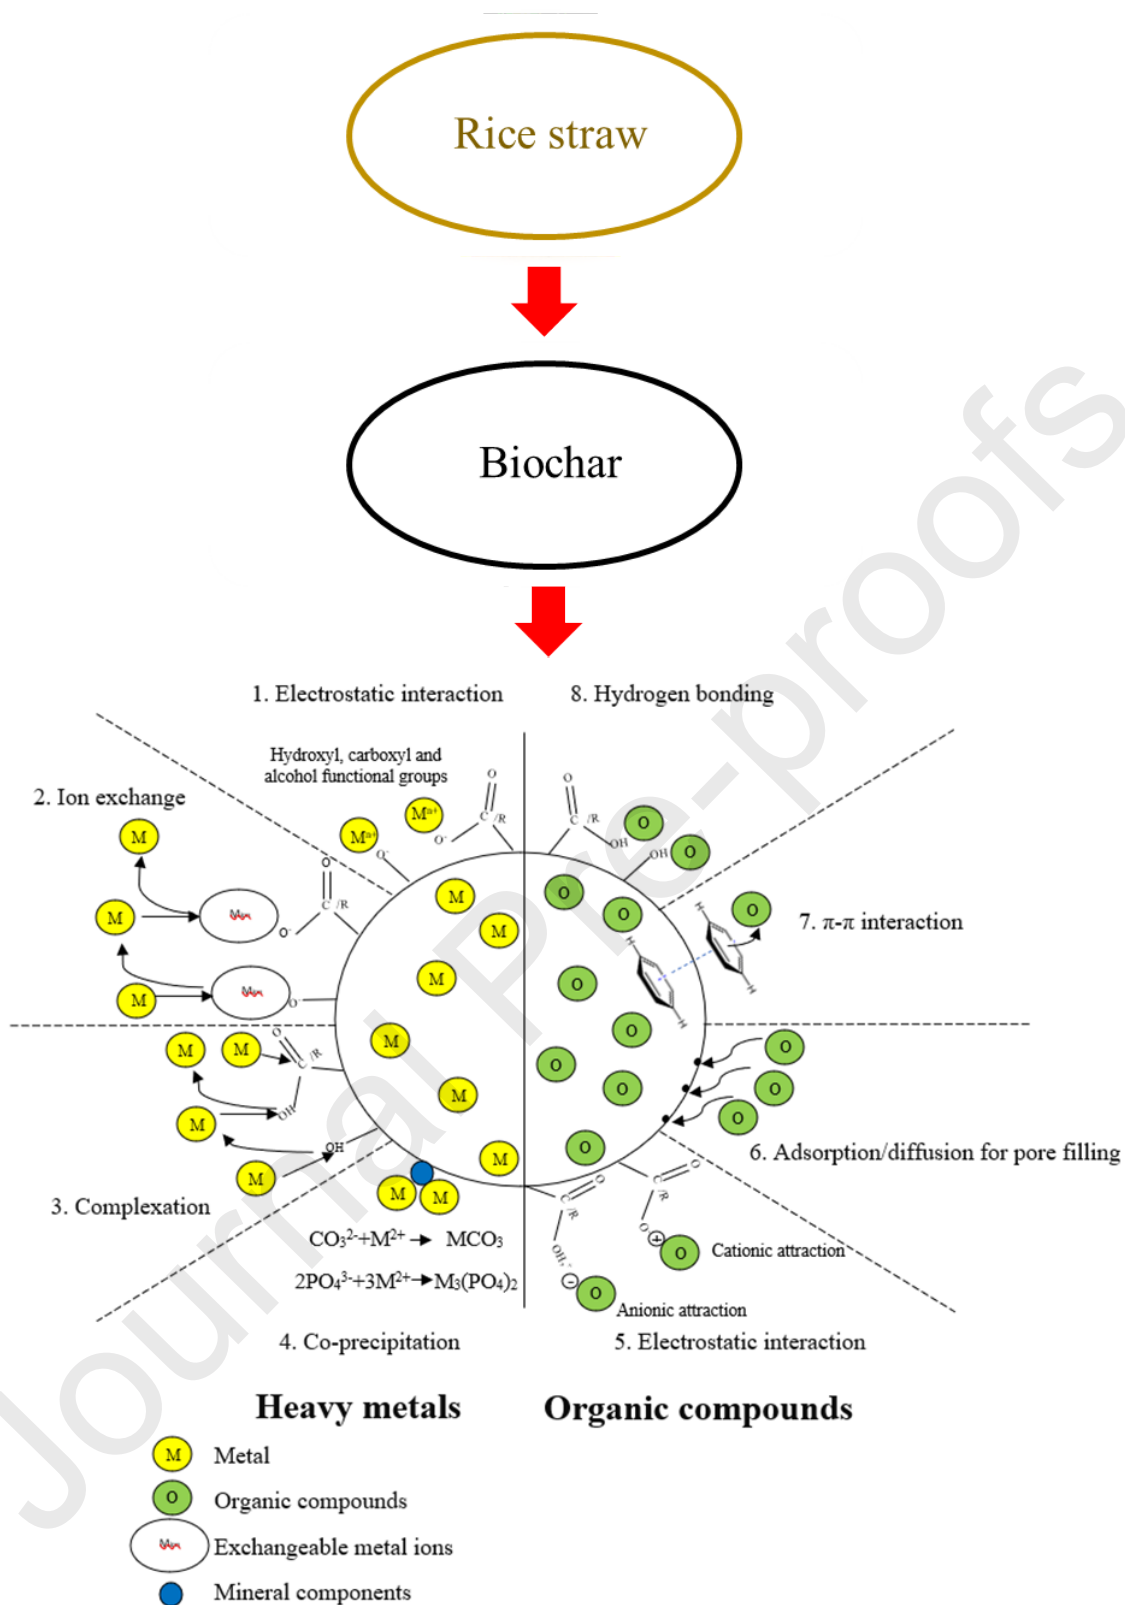 Rice straw
Biochar
1. Electrostatic interaction
8. Hydrogen bonding
Hydroxyl, carboxyl and
alcohol functional groups
2. Ion exchange
7. π-π interaction
6. Adsorption/diffusion for pore filling
3. Complexation
CO₃²⁻+M²⁺ → MCO₃
2PO₄³⁻+3M²⁺→M₃(PO₄)₂
Cationic attraction
Anionic attraction
4. Co-precipitation
5. Electrostatic interaction
Heavy metals
Organic compounds
M Metal
O Organic compounds
Exchangeable metal ions
Mineral components
Journal Pre-proofs